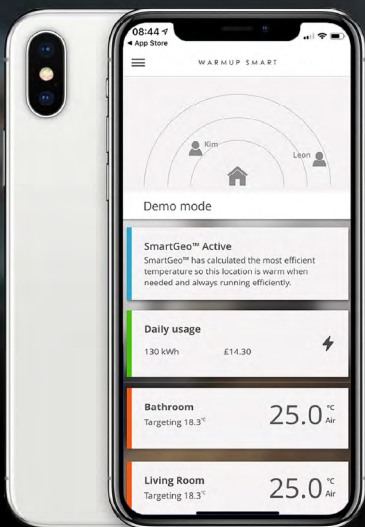 08:44
◀ App Store
WARMUP SMART
Kim
Leon
Demo mode
SmartGeo™ Active
SmartGeo™ has calculated the most efficient
temperature so this location is warm when
needed and always running efficiently.
Daily usage
130 kWh £14.30
Bathroom
Targeting 18.3°c
25.0 °C
Air
Living Room
Targeting 18.3°c
25.0 °C
Air